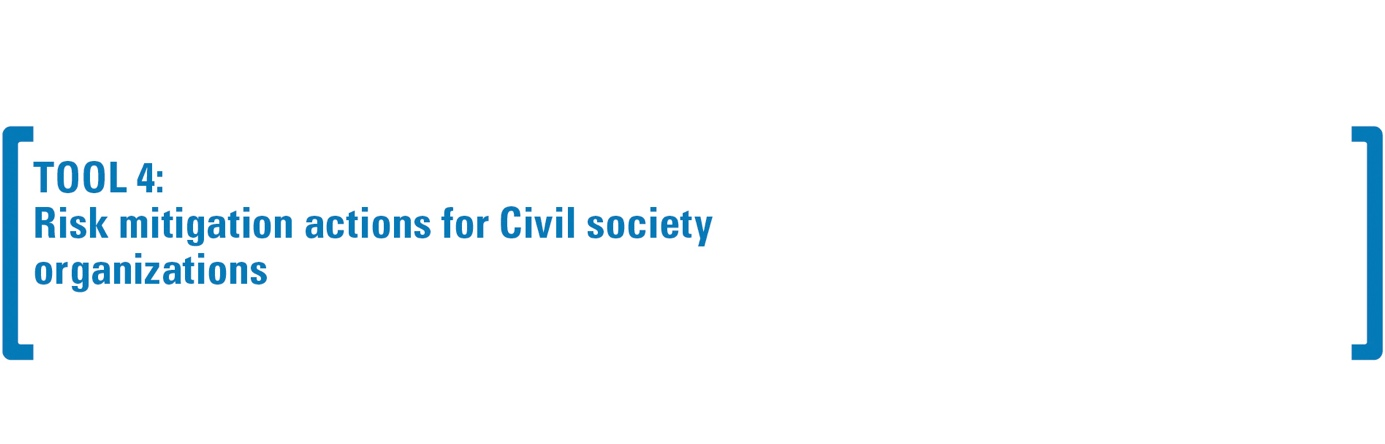 TOOL 4:
Risk mitigation actions for Civil society
organizations